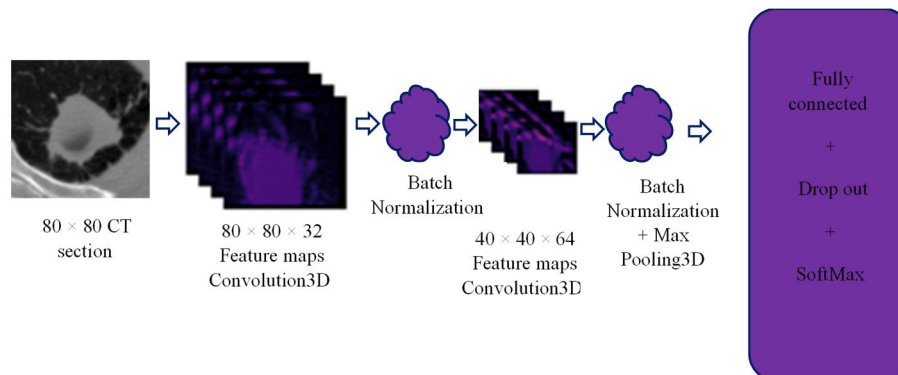 80 × 80 CT
section
80 × 80 × 32
Feature maps
Convolution3D
Batch
Normalization
40 × 40 × 64
Feature maps
Convolution3D
Batch
Normalization
+ Max
Pooling3D
Fully
connected
+
Drop out
+
SoftMax